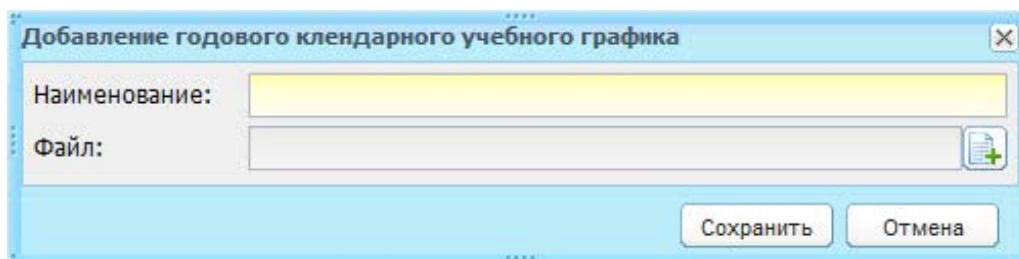 Добавление годового клендарного учебного графика
Наименование:
Файл:
Сохранить Отмена